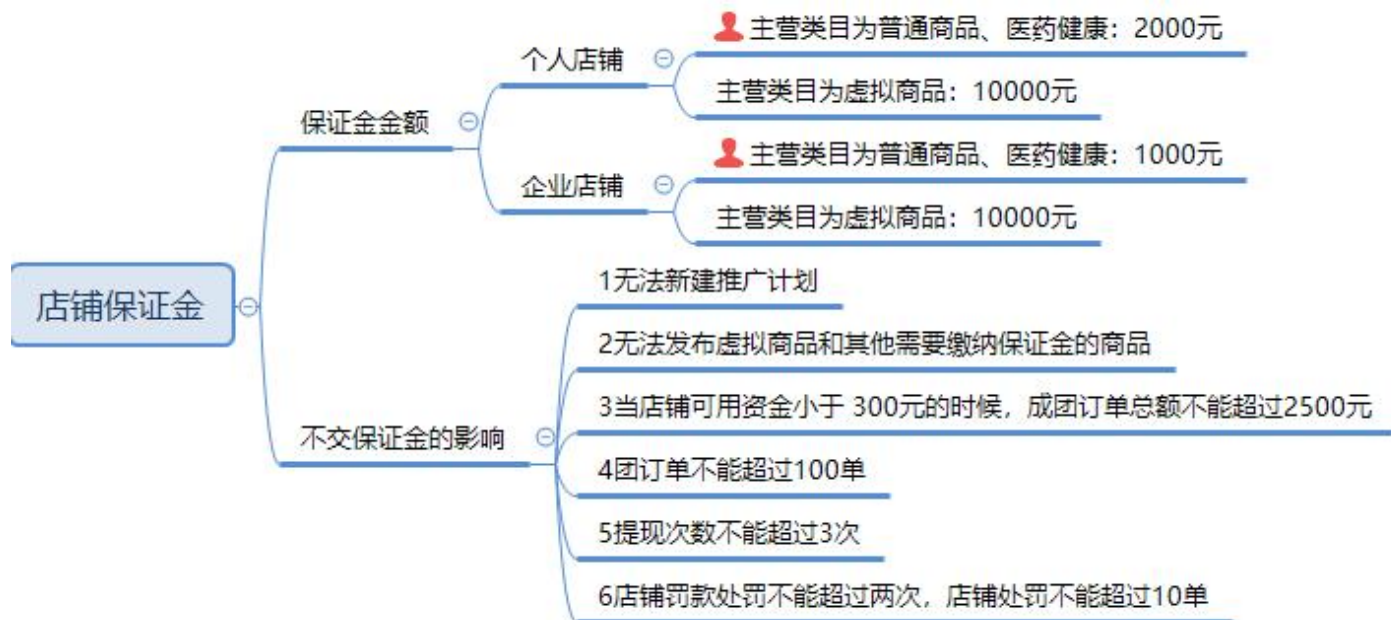 店铺保证金
保证金金额
个人店铺
主营类目为普通商品、医药健康：2000元
主营类目为虚拟商品：10000元
企业店铺
主营类目为普通商品、医药健康：1000元
主营类目为虚拟商品：10000元
不交保证金的影响
1无法新建推广计划
2无法发布虚拟商品和其他需要缴纳保证金的商品
3当店铺可用资金小于 300元的时候，成团订单总额不能超过2500元
4团订单不能超过100单
5提现次数不能超过3次
6店铺罚款处罚不能超过两次，店铺处罚不能超过10单